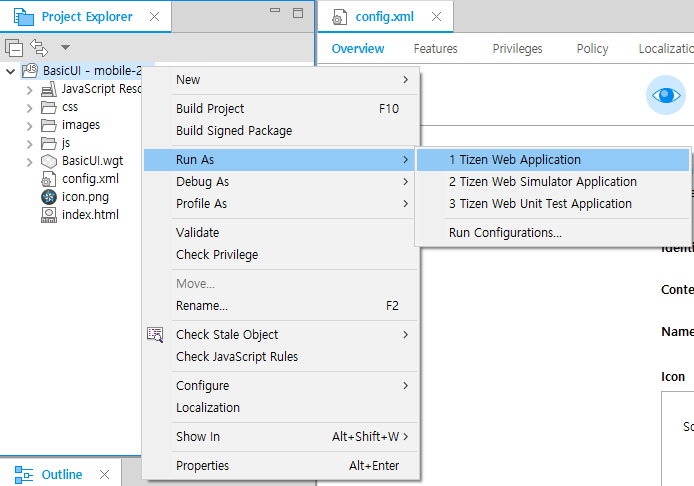 Project Explorer
config.xml
Overview
Features
Privileges
Policy
Localization
BasicUI - mobile-2
JavaScript Reso
css
images
js
BasicUI.wgt
config.xml
icon.png
index.html
New
Build Project F10
Build Signed Package
Run As
Debug As
Profile As
Validate
Check Privilege
Move...
Rename... F2
Check Stale Object
Check JavaScript Rules
Configure
Localization
Show In Alt+Shift+W
Properties Alt+Enter
1 Tizen Web Application
2 Tizen Web Simulator Application
3 Tizen Web Unit Test Application
Run Configurations...
Conte
Name
Icon
So
Outline